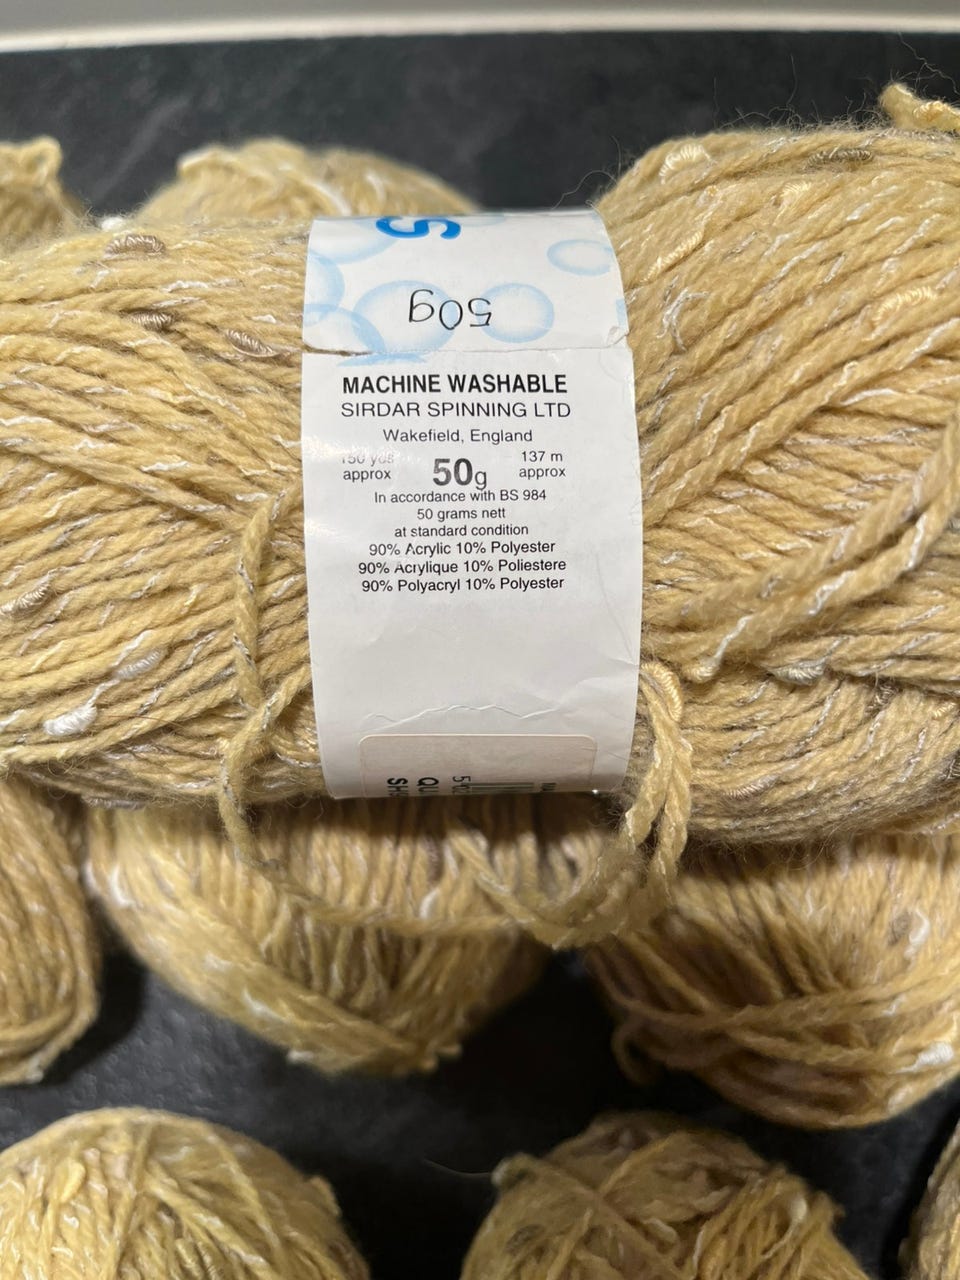 S
50g
MACHINE WASHABLE
SIRDAR SPINNING LTD
Wakefield, England
150 yds approx 50g 137 m approx
In accordance with BS 984
50 grams nett
at standard condition
90% Acrylic 10% Polyester
90% Acrylique 10% Poliestere
90% Polyacryl 10% Polyester